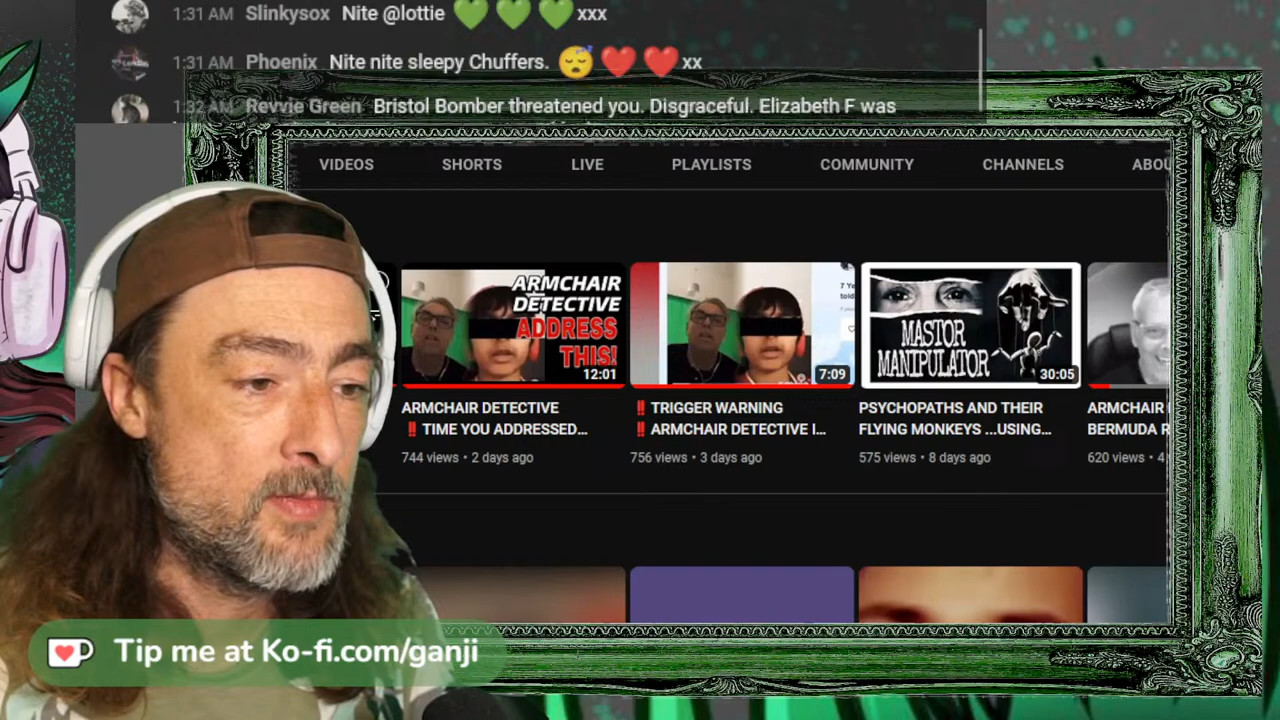 1:31 AM Slinkysox Nite @lottie 💚 💚 💚 xxx
1:31 AM Phoenix Nite nite sleepy Chuffers. 😴 ❤️ ❤️ xx
1:32 AM Revvie Green Bristol Bomber threatened you. Disgraceful. Elizabeth F was
VIDEOS SHORTS LIVE PLAYLISTS COMMUNITY CHANNELS
ARMCHAIR
DETECTIVE
ADDRESS
THIS!
12:01
7:09
MASTOR
MANIPULATOR
30:05
ARMCHAIR DETECTIVE
‼️ TIME YOU ADDRESSED...
744 views • 2 days ago
‼️ TRIGGER WARNING
‼️ ARMCHAIR DETECTIVE I...
756 views • 3 days ago
PSYCHOPATHS AND THEIR
FLYING MONKEYS ...USING...
575 views • 8 days ago
ARMCHAIR
BERMUDA
620 views • 4
Tip me at Ko-fi.com/ganji